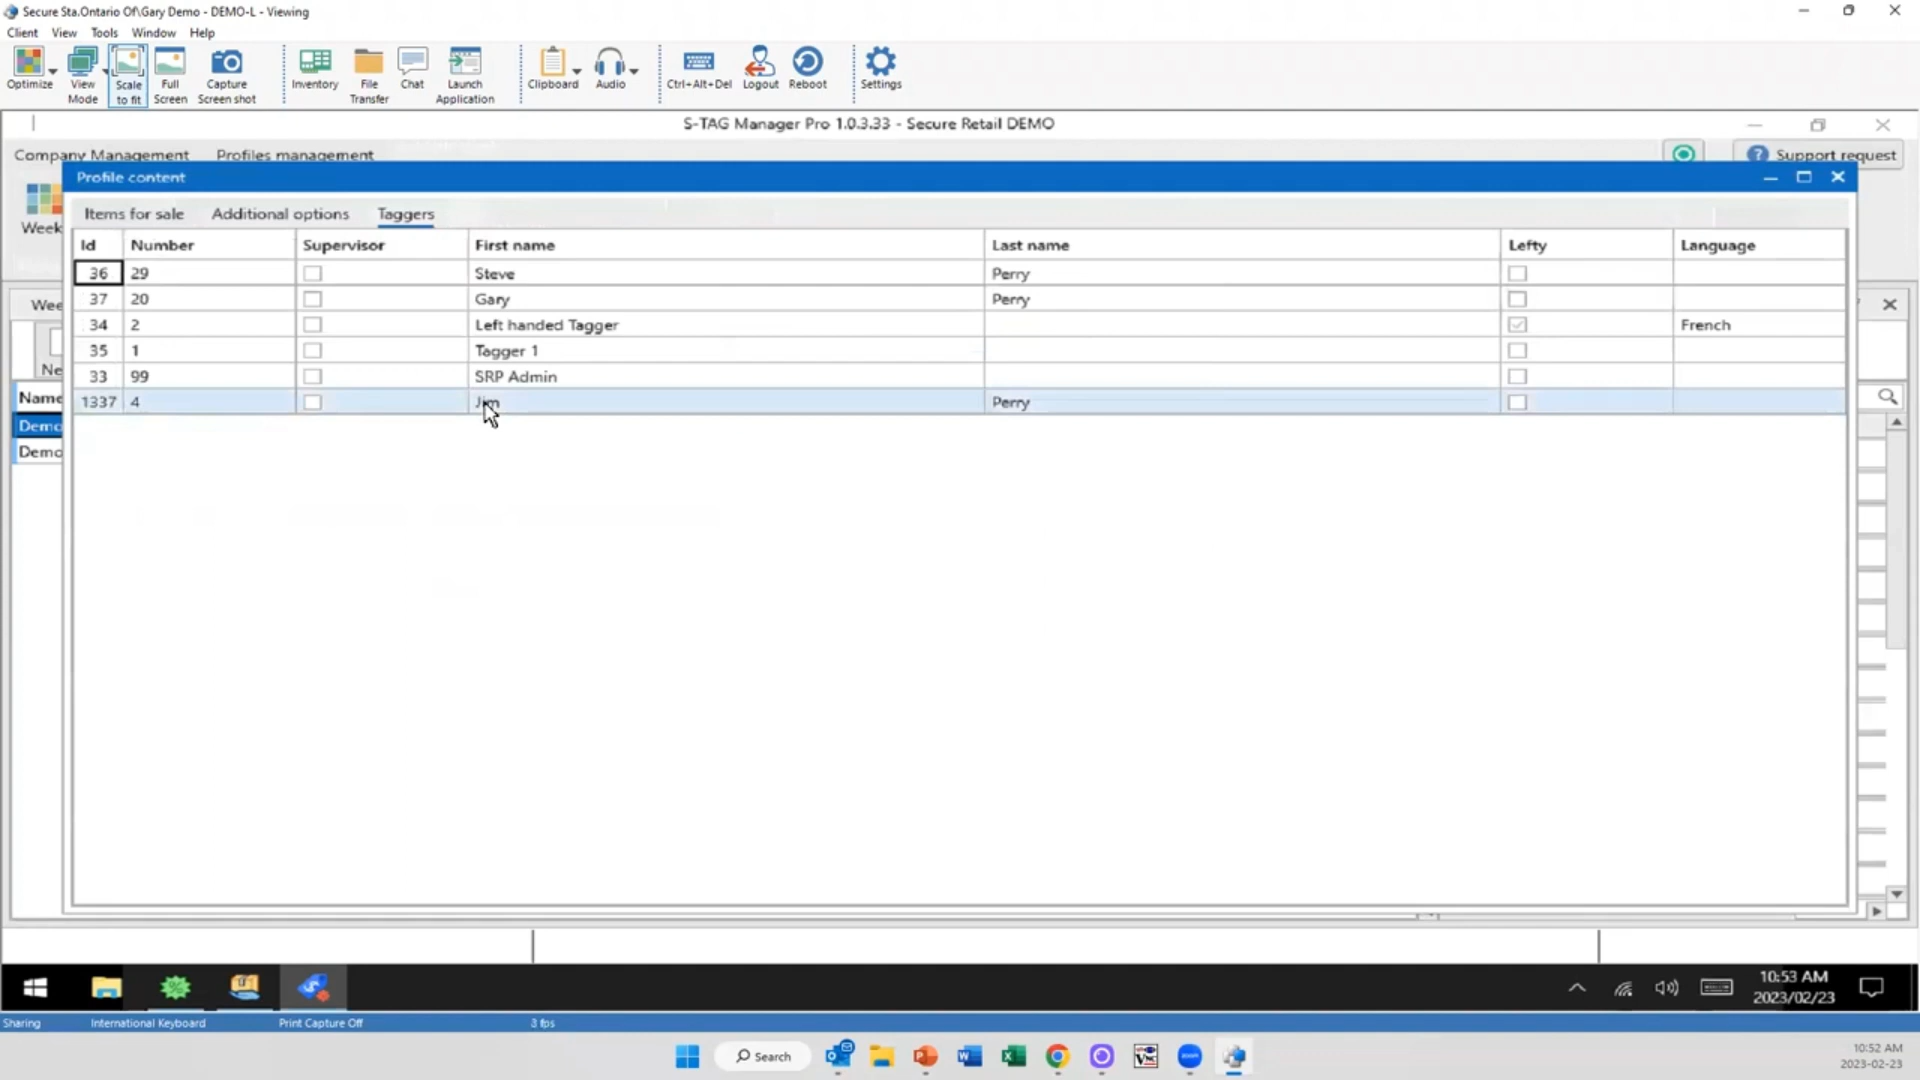 Secure Sta.Ontario Of\Gary Demo - DEMO-L - Viewing
Client View Tools Window Help
Optimize View Mode Scale to fit Full Screen Capture Screen shot Inventory File Transfer Chat Launch Application Clipboard Audio Ctrl+Alt+Del Logout Reboot Settings
S-TAG Manager Pro 1.0.3.33 - Secure Retail DEMO
Company Management Profiles management Support request
Profile content
Items for sale Additional options Taggers
Week
Id Number Supervisor First name Last name Lefty Language
36 29 Steve Perry
37 20 Gary Perry
Wee
34 2 Left handed Tagger French
35 1 Tagger 1
Ne
33 99 SRP Admin
Name
1337 4 Jim Perry
Demo
Demo
10:53 AM
2023/02/23
Sharing International Keyboard Print Capture Off 3 fps
Search
10:52 AM
2023-02-23